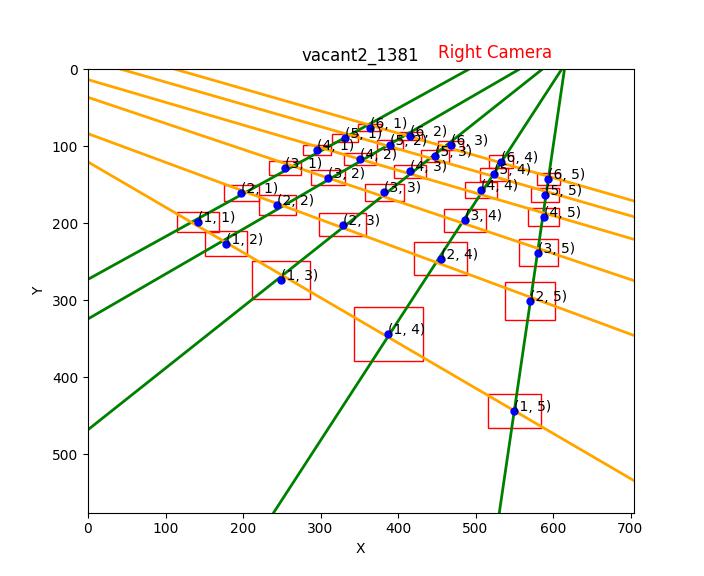 vacant2_1381 Right Camera
0
(6, 1)
(5, 1) (6, 2) (6, 3)
100 (4, 1) (5, 2) (5, 3) (6, 4)
(3, 1) (4, 2) (4, 3) (5, 4) (6, 5)
(2, 1) (3, 2) (3, 3) (4, 4) (5, 5)
200 (1, 1) (2, 2) (2, 3) (3, 4) (4, 5)
(1, 2) (2, 4) (3, 5)
Y
300 (1, 3) (2, 5)
(1, 4)
400
(1, 5)
500
0 100 200 300 400 500 600 700
X